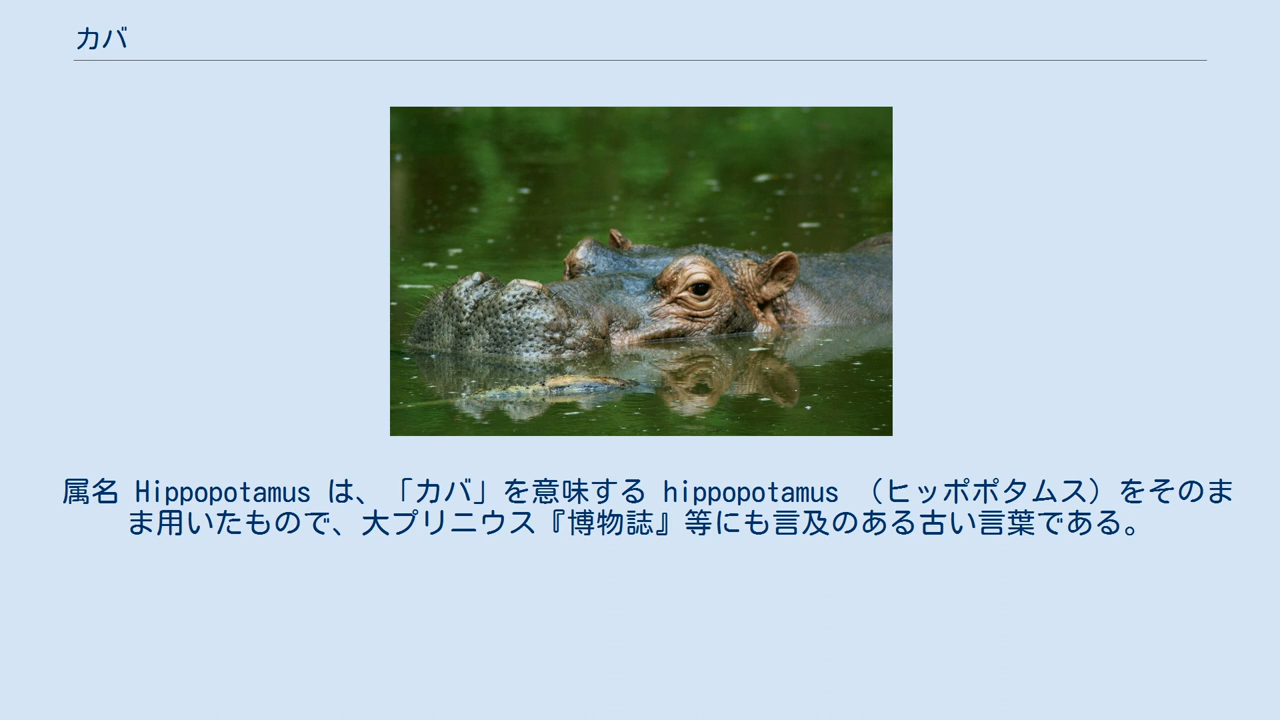 カバ
属名 Hippopotamus は、「カバ」を意味する hippopotamus （ヒッポポタムス）をそのま
ま用いたもので、大プリニウス『博物誌』等にも言及のある古い言葉である。